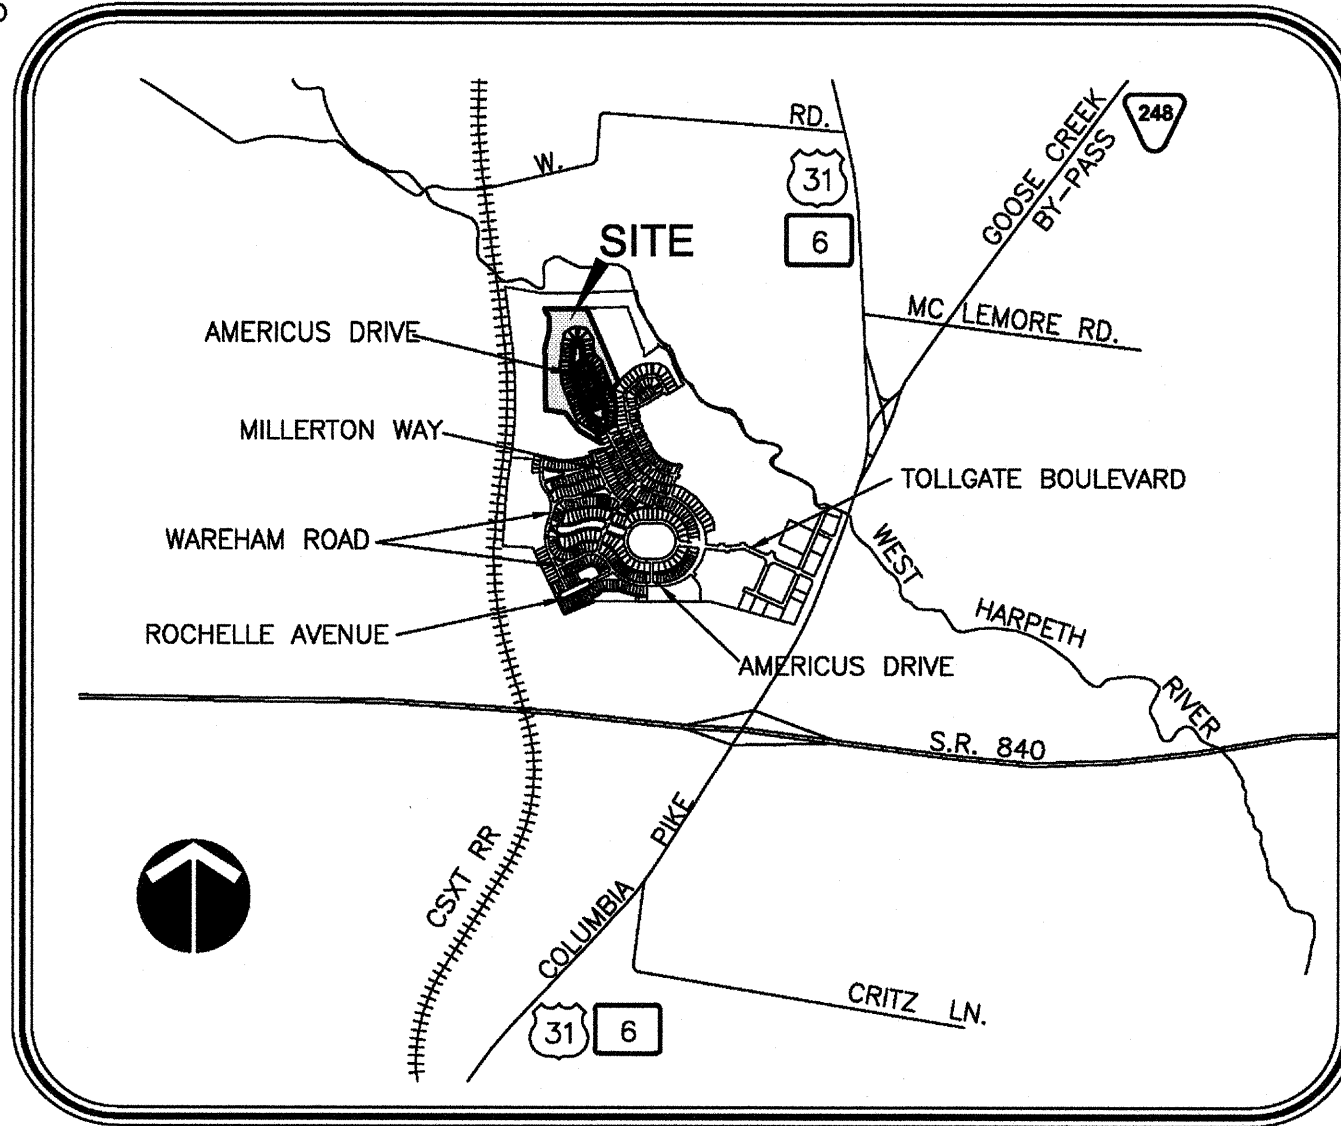 W.
RD.
31
6
GOOSE CREEK
BY-PASS
248
SITE
MC LEMORE RD.
AMERICUS DRIVE
MILLERTON WAY
TOLLGATE BOULEVARD
WAREHAM ROAD
WEST
HARPETH
RIVER
ROCHELLE AVENUE
AMERICUS DRIVE
S.R. 840
CSXT RR
COLUMBIA PIKE
CRITZ LN.
31
6